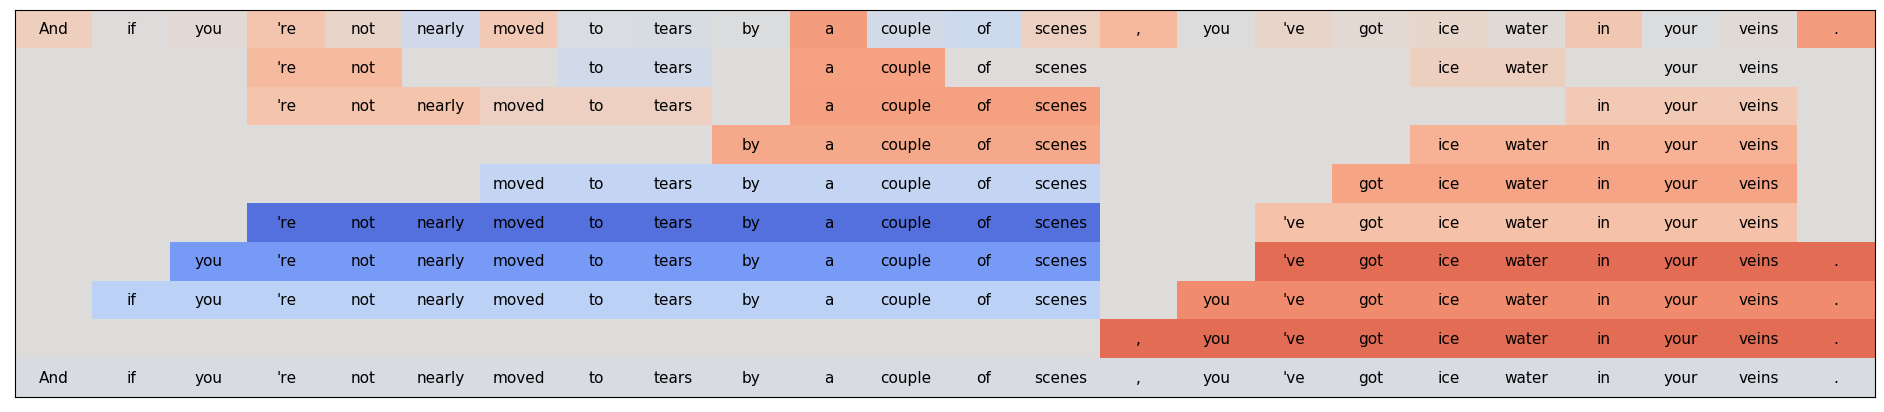 And if you 're not nearly moved to tears by a couple of scenes , you 've got ice water in your veins .
're not to tears a couple of scenes ice water your veins
're not nearly moved to tears a couple of scenes in your veins
by a couple of scenes ice water in your veins
moved to tears by a couple of scenes got ice water in your veins
're not nearly moved to tears by a couple of scenes 've got ice water in your veins
you 're not nearly moved to tears by a couple of scenes 've got ice water in your veins .
if you 're not nearly moved to tears by a couple of scenes you 've got ice water in your veins .
, you 've got ice water in your veins .
And if you 're not nearly moved to tears by a couple of scenes , you 've got ice water in your veins .